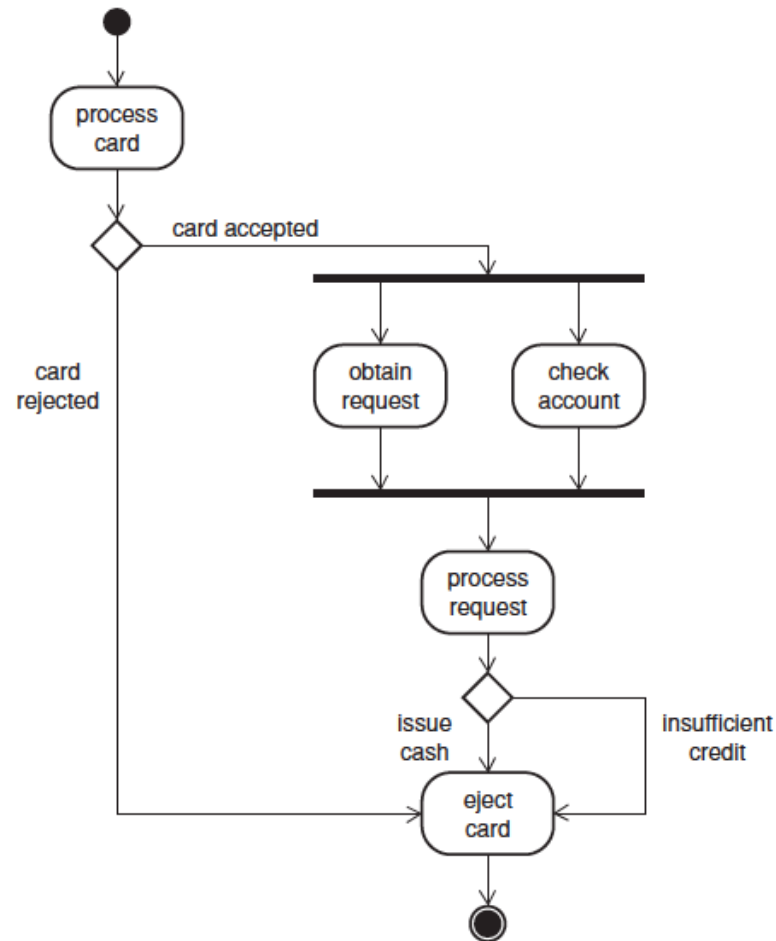 process
card
card accepted
card
rejected
obtain
request
check
account
process
request
issue
cash
insufficient
credit
eject
card